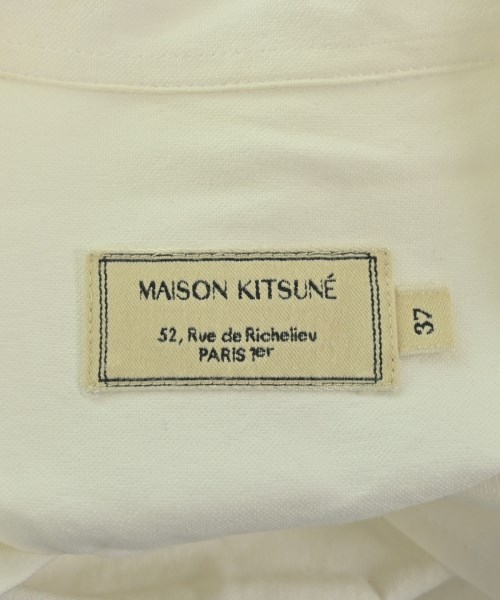 MAISON KITSUNÉ
52, Rue de Richelieu
PARIS 1er
37